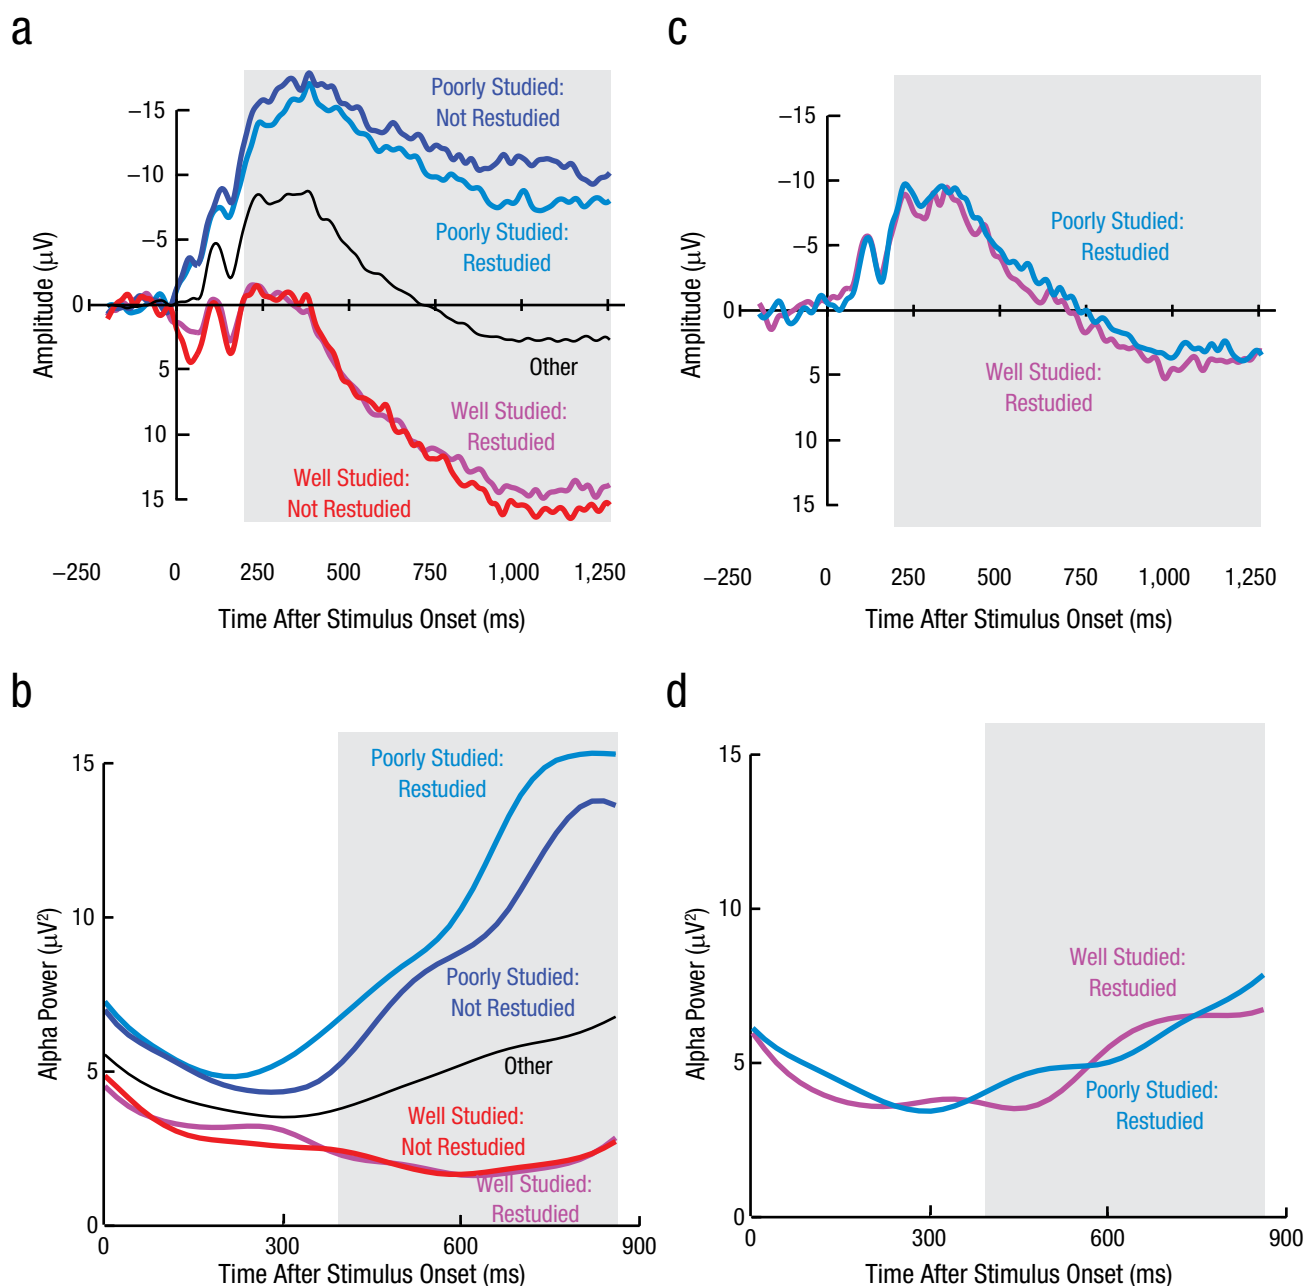 a
Amplitude (μV)
–15
–10
–5
0
5
10
15
Poorly Studied:
Not Restudied
Poorly Studied:
Restudied
Other
Well Studied:
Restudied
Well Studied:
Not Restudied
–250 0 250 500 750 1,000 1,250
Time After Stimulus Onset (ms)
c
Amplitude (μV)
–15
–10
–5
0
5
10
15
Poorly Studied:
Restudied
Well Studied:
Restudied
–250 0 250 500 750 1,000 1,250
Time After Stimulus Onset (ms)
b
Alpha Power (μV²)
15
10
5
0
Poorly Studied:
Restudied
Poorly Studied:
Not Restudied
Other
Well Studied:
Not Restudied
Well Studied:
Restudied
0 300 600 900
Time After Stimulus Onset (ms)
d
Alpha Power (μV²)
15
10
5
0
Well Studied:
Restudied
Poorly Studied:
Restudied
0 300 600 900
Time After Stimulus Onset (ms)